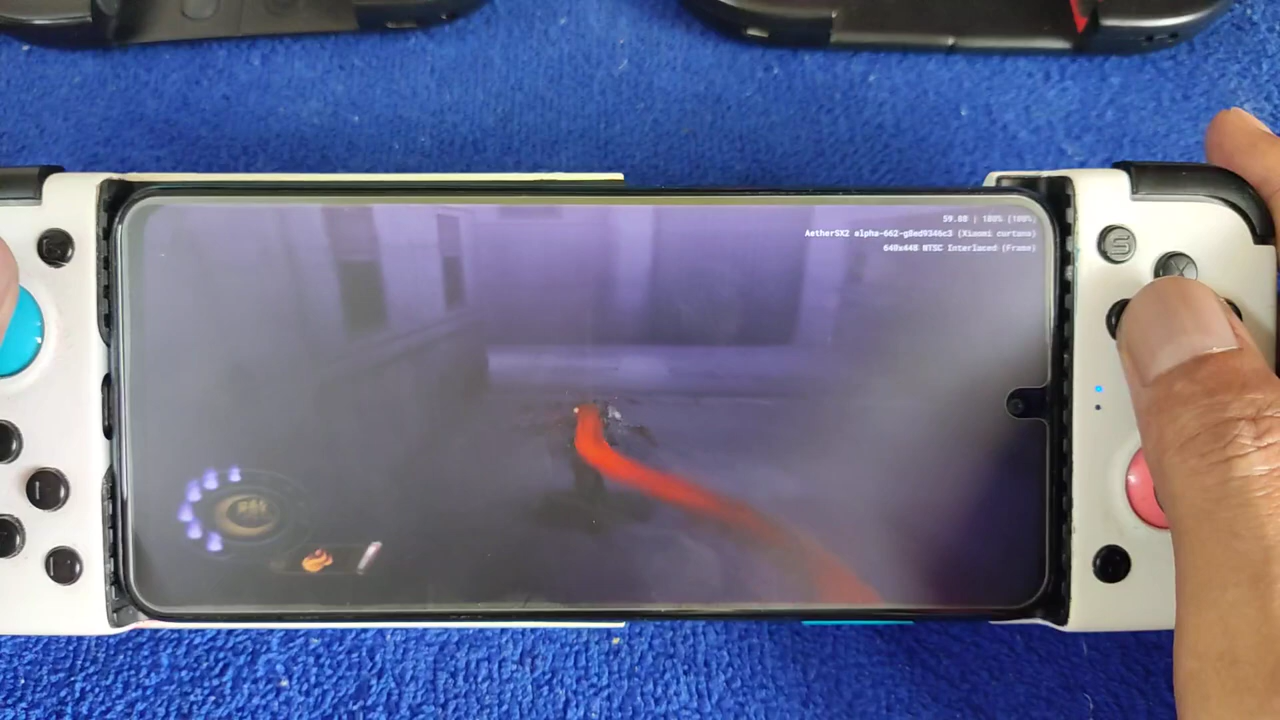 59.88 | 100% (100%)
AetherSX2 alpha-662-g8ed9346c3 (Xiaomi curtana)
640x448 NTSC Interlaced (Frame)
S
X